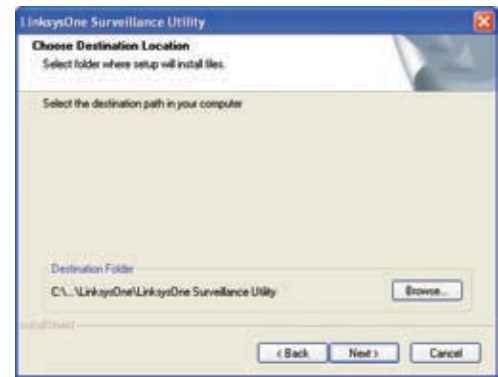 LinksysOne Surveillance Utility
Choose Destination Location
Select folder where setup will install files.
Select the destination path in your computer
Destination Folder
C:\...\LinksysOne\LinksysOne Surveillance Utility
Browse...
InstallShield
< Back
Next >
Cancel